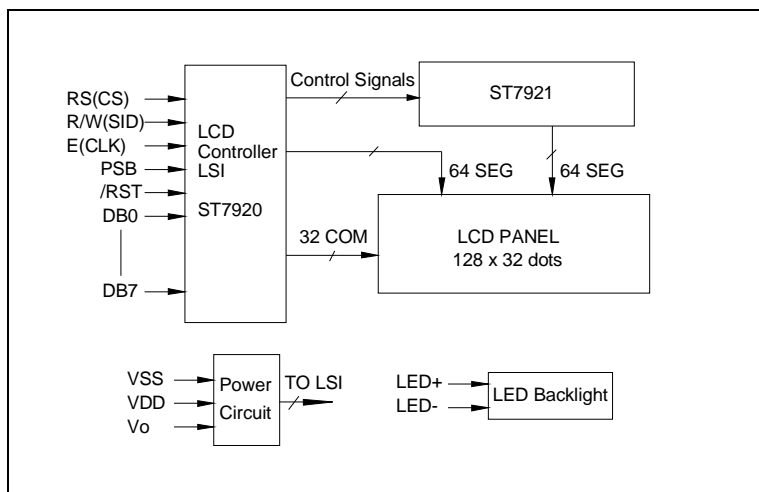 RS(CS)
R/W(SID)
E(CLK)
PSB
/RST
DB0
DB7
LCD
Controller
LSI
ST7920
Control Signals
ST7921
64 SEG
64 SEG
32 COM
LCD PANEL
128 x 32 dots
VSS
VDD
Vo
Power
Circuit
TO LSI
LED+
LED-
LED Backlight